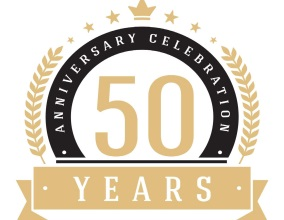 · ANNIVERSARY CELEBRATION ·
50
· YEARS ·